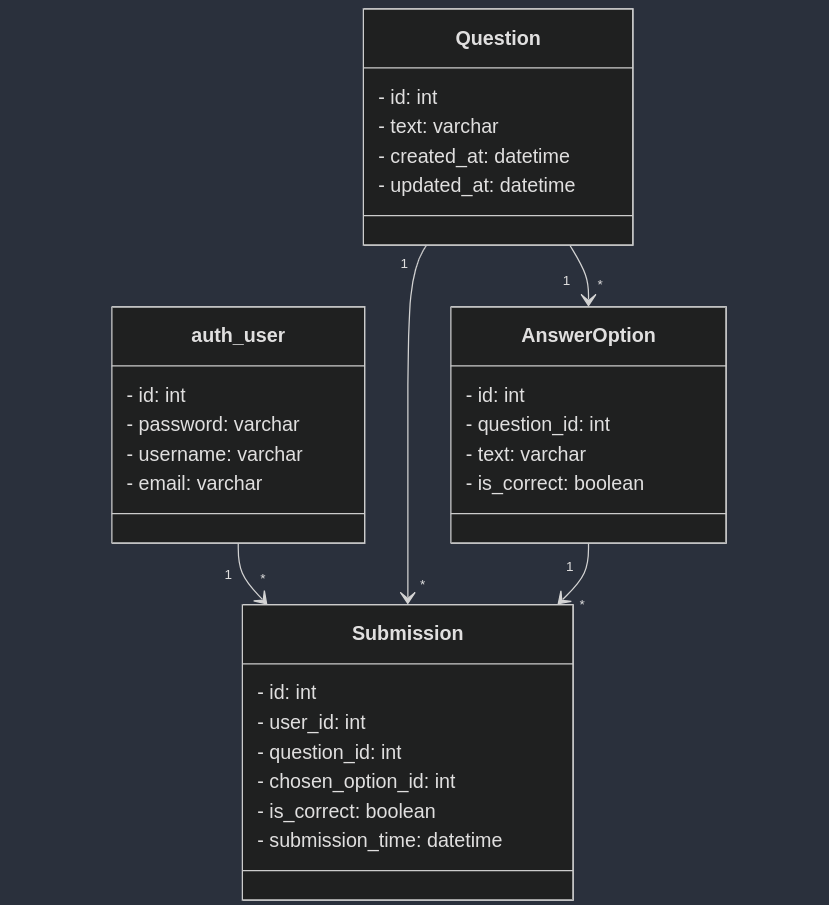 Question
- id: int
- text: varchar
- created_at: datetime
- updated_at: datetime
1
1
*
auth_user
- id: int
- password: varchar
- username: varchar
- email: varchar
AnswerOption
- id: int
- question_id: int
- text: varchar
- is_correct: boolean
1
*
*
1
*
Submission
- id: int
- user_id: int
- question_id: int
- chosen_option_id: int
- is_correct: boolean
- submission_time: datetime